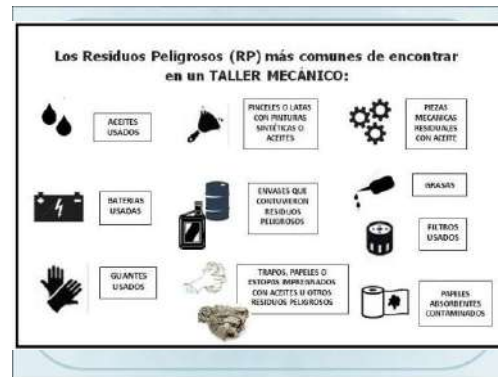 Los Residuos Peligrosos (RP) más comunes de encontrar
en un TALLER MECÁNICO:
ACEITES
USADOS
PINCELES O LATAS
CON PINTURAS
SINTÉTICAS O
ACEITES
PIEZAS
MECANICAS
RESIDUALES
CON ACEITE
BATERIAS
USADAS
ENVASES QUE
CONTUVIERON
RESIDUOS
PELIGROSOS
GRASAS
FILTROS
USADOS
GUANTES
USADOS
TRAPOS, PAPELES O
ESTOPAS IMPREGNADOS
CON ACEITES U OTROS
RESIDUOS PELIGROSOS
PAPELES
ABSORBENTES
CONTAMINADOS